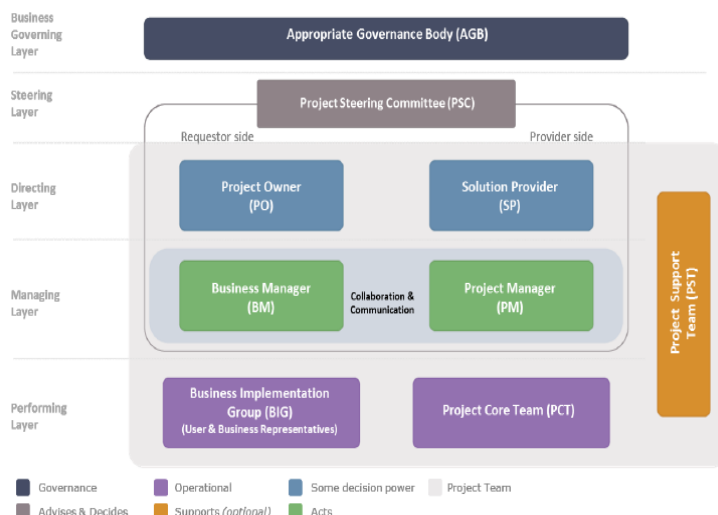 Business
Governing
Layer
Appropriate Governance Body (AGB)
Steering
Layer
Project Steering Committee (PSC)
Requestor side
Provider side
Directing
Layer
Project Owner
(PO)
Solution Provider
(SP)
Managing
Layer
Business Manager
(BM)
Collaboration &
Communication
Project Manager
(PM)
Project Support
Team (PST)
Performing
Layer
Business Implementation
Group (BIG)
(User & Business Representatives)
Project Core Team (PCT)
Governance
Operational
Some decision power
Project Team
Advises & Decides
Supports (optional)
Acts